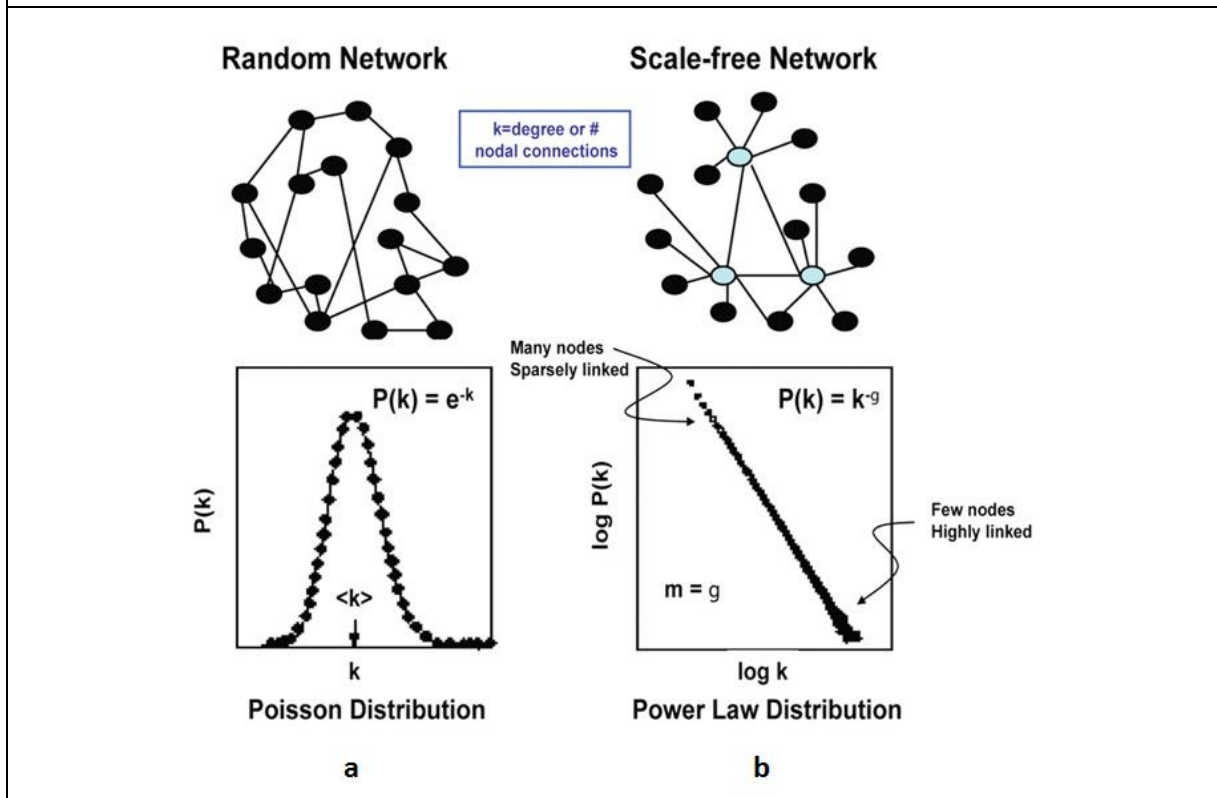 Random Network
Scale-free Network
k=degree or #
nodal connections
Many nodes
Sparsely linked
P(k) = e^-k
P(k) = k^-g
P(k)
log P(k)
Few nodes
Highly linked
<k>
m = g
k
log k
Poisson Distribution
Power Law Distribution
a
b